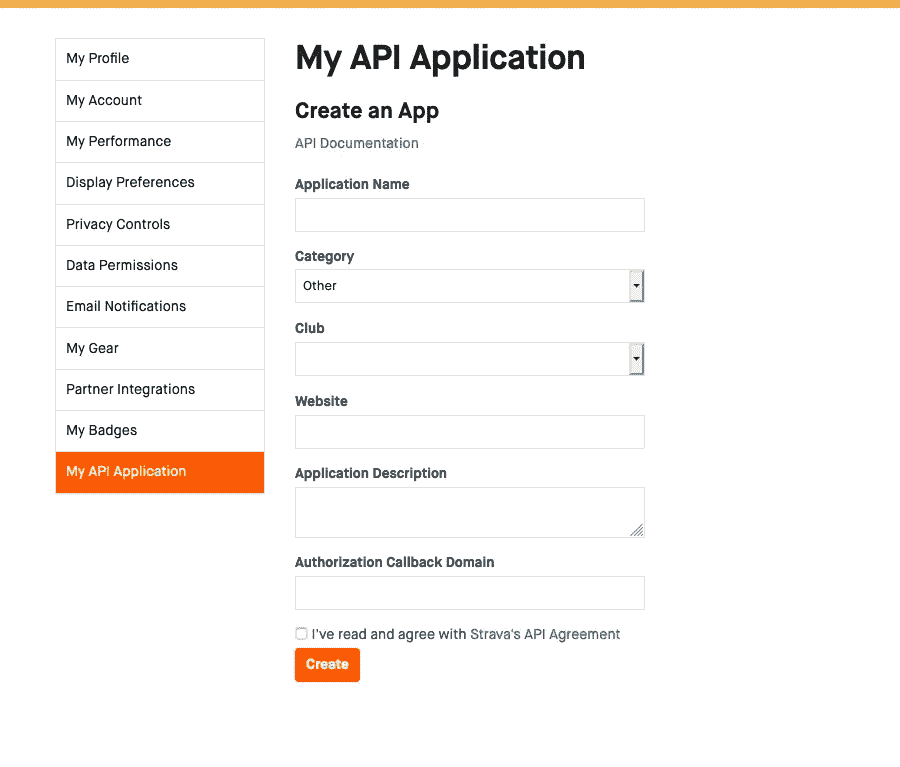 My Profile
My Account
My Performance
Display Preferences
Privacy Controls
Data Permissions
Email Notifications
My Gear
Partner Integrations
My Badges
My API Application
My API Application
Create an App
API Documentation
Application Name
Category
Other
Club
Website
Application Description
Authorization Callback Domain
I've read and agree with Strava's API Agreement
Create